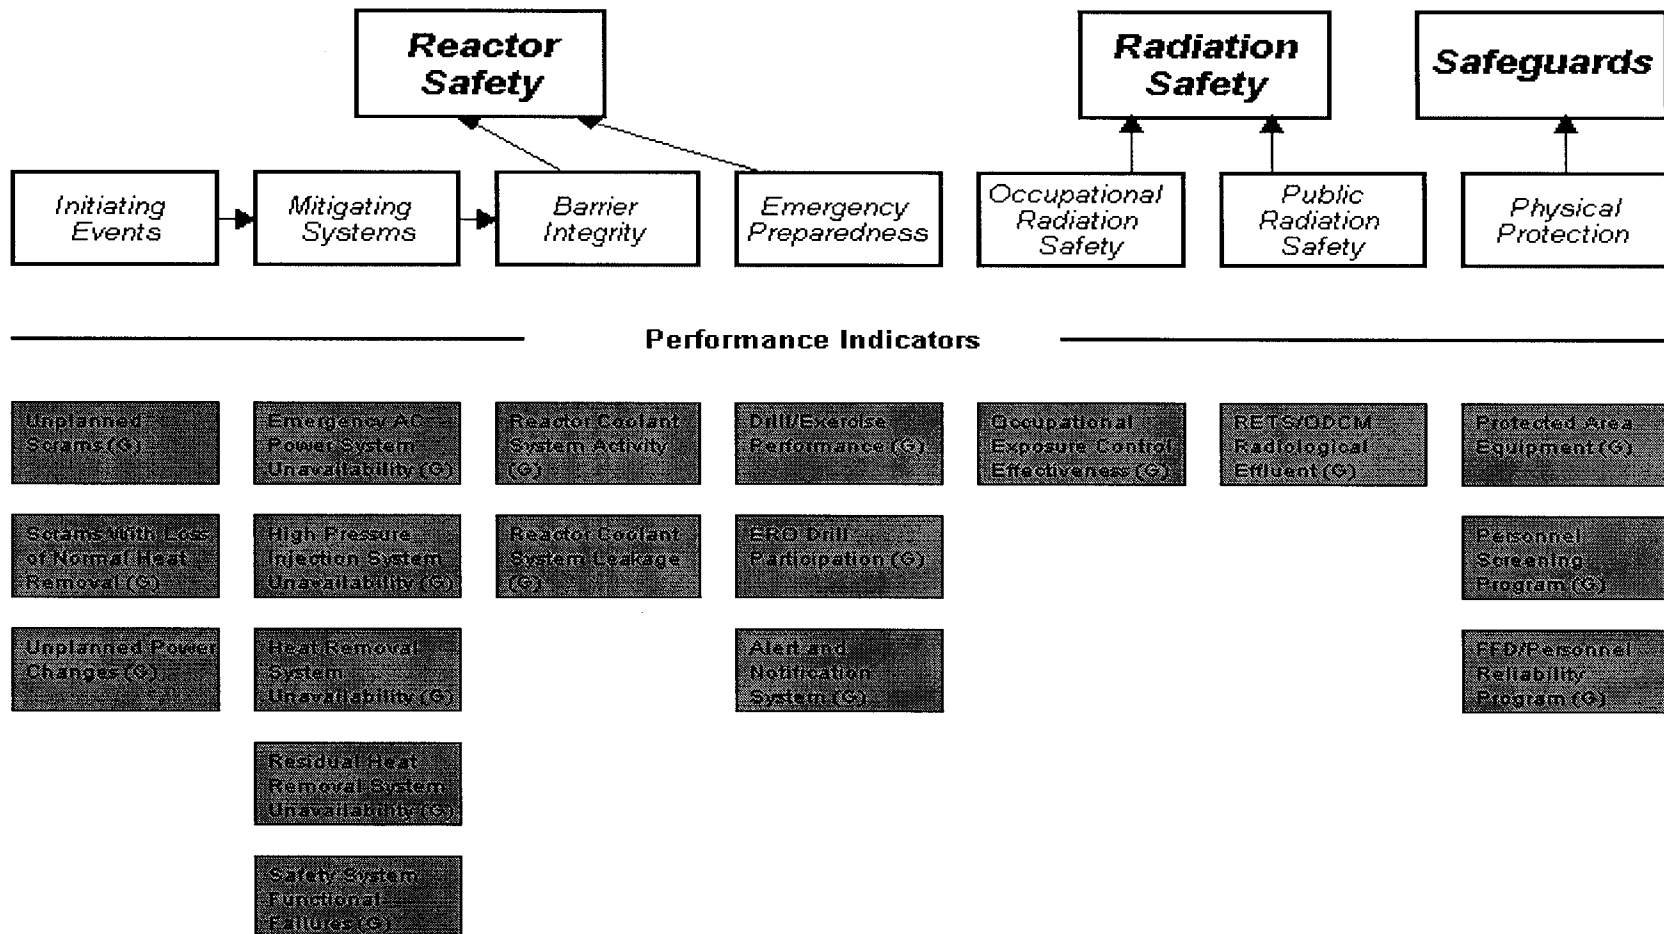 Reactor
Safety
Radiation
Safety
Safeguards
Initiating
Events
Mitigating
Systems
Barrier
Integrity
Emergency
Preparedness
Occupational
Radiation
Safety
Public
Radiation
Safety
Physical
Protection
Performance Indicators
Unplanned
Scrams (G)
Emergency AC
Power System
Unavailability (G)
Reactor Coolant
System Activity
(G)
Drill/Exercise
Performance (G)
Occupational
Exposure Control
Effectiveness (G)
RETS/ODCM
Radiological
Effluent (G)
Protected Area
Equipment (G)
Scrams With Loss
of Normal Heat
Removal (G)
High Pressure
Injection System
Unavailability (G)
Reactor Coolant
System Leakage
(G)
ERO Drill
Participation (G)
Personnel
Screening
Program (G)
Unplanned Power
Changes (G)
Heat Removal
System
Unavailability (G)
Alert and
Notification
System (G)
FFD/Personnel
Reliability
Program (G)
Residual Heat
Removal System
Unavailability (G)
Safety System
Functional
Failures (G)